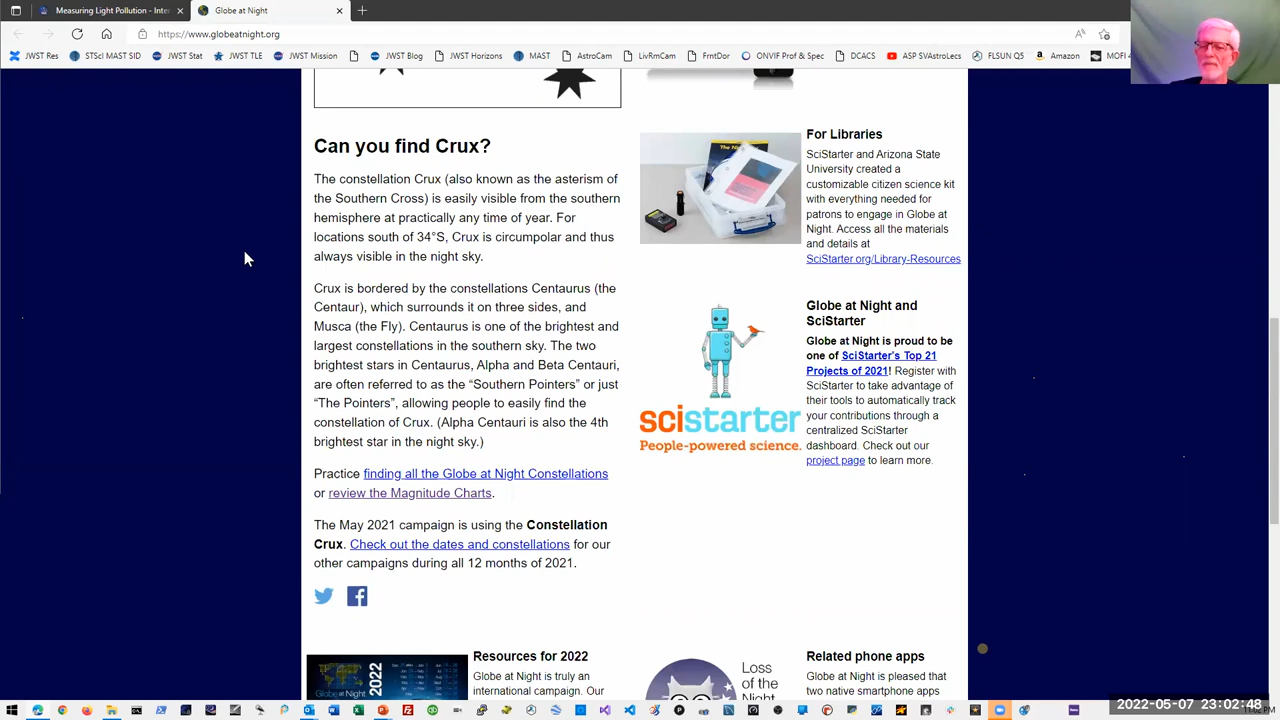 Measuring Light Pollution - Inter
Globe at Night
https://www.globeatnight.org
JWST Res
STScI MAST SID
JWST Stat
JWST TLE
JWST Mission
JWST Blog
JWST Horizons
MAST
AstroCam
LivRmCam
FrntDor
ONVIF Prof & Spec
DCACS
ASP SVAstroLecs
FLSUN Q5
Amazon
MOFI 4
Can you find Crux?
The constellation Crux (also known as the asterism of
the Southern Cross) is easily visible from the southern
hemisphere at practically any time of year. For
locations south of 34°S, Crux is circumpolar and thus
always visible in the night sky.
Crux is bordered by the constellations Centaurus (the
Centaur), which surrounds it on three sides, and
Musca (the Fly). Centaurus is one of the brightest and
largest constellations in the southern sky. The two
brightest stars in Centaurus, Alpha and Beta Centauri,
are often referred to as the “Southern Pointers” or just
“The Pointers”, allowing people to easily find the
constellation of Crux. (Alpha Centauri is also the 4th
brightest star in the night sky.)
Practice finding all the Globe at Night Constellations
or review the Magnitude Charts.
The May 2021 campaign is using the Constellation
Crux. Check out the dates and constellations for our
other campaigns during all 12 months of 2021.
For Libraries
SciStarter and Arizona State
University created a
customizable citizen science kit
with everything needed for
patrons to engage in Globe at
Night. Access all the materials
and details at
SciStarter.org/Library-Resources
scistarter
People-powered science.
Globe at Night and
SciStarter
Globe at Night is proud to be
one of SciStarter's Top 21
Projects of 2021! Register with
SciStarter to take advantage of
their tools to automatically track
your contributions through a
centralized SciStarter
dashboard. Check out our
project page to learn more.
Globe at Night
2022
Resources for 2022
Globe at Night is truly an
international campaign. Our
Loss
of the
Night
Related phone apps
Globe at Night is pleased that
two native smartphone apps
2022-05-07 23:02:48